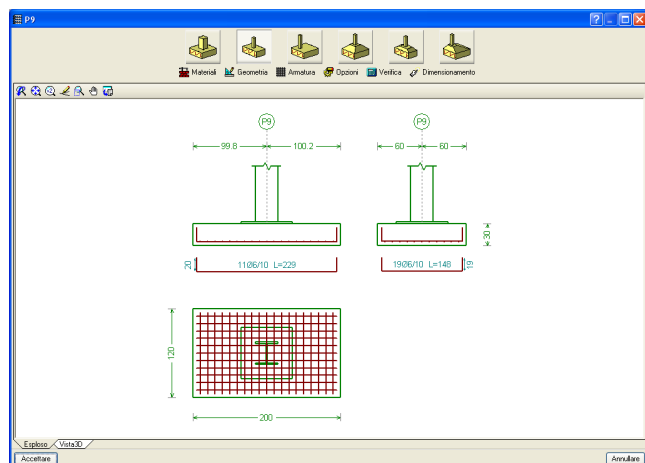 P9
Materiali Geometria Armatura Opzioni Verifica Dimensionamento
P9 P9
99.8 100.2 60 60
30
20 11Ø6/10 L=229 19Ø6/10 L=148 19
120
200
Esploso Vista3D
Accettare Annullare